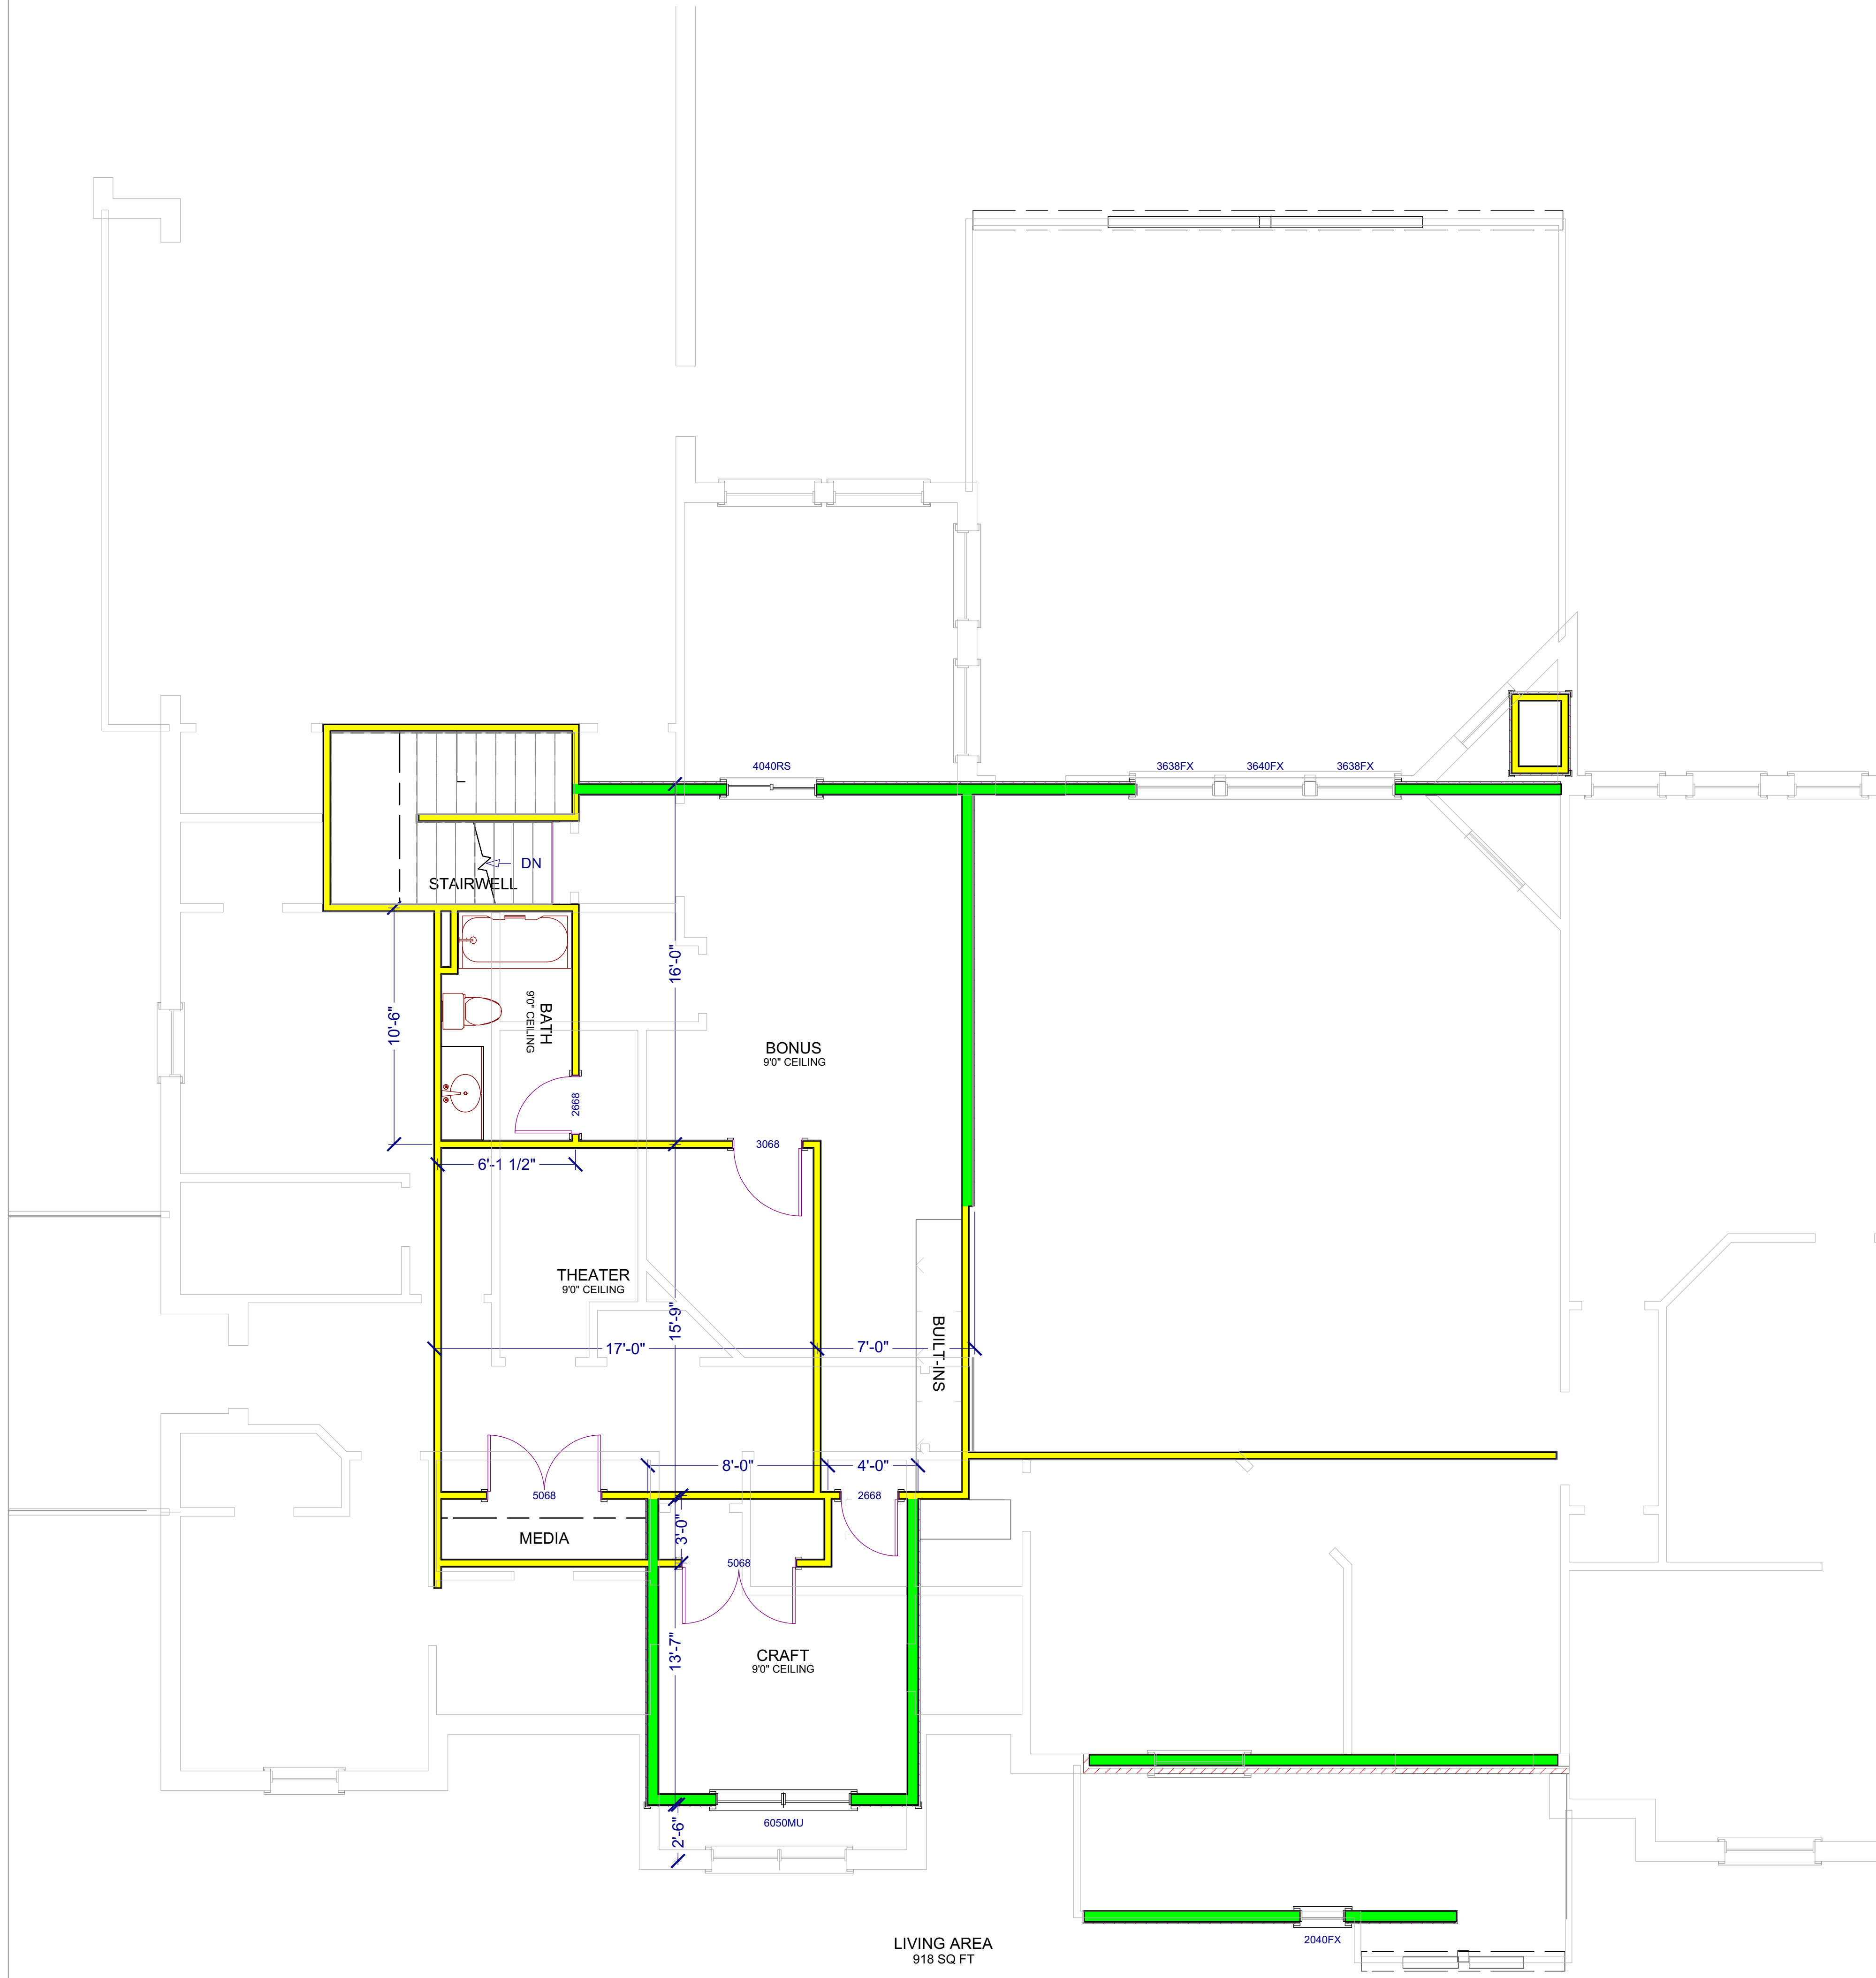 4040RS
3638FX
3640FX
3638FX
DN
STAIRWELL
16'-0"
10'-6"
BATH
9'0" CEILING
BONUS
9'0" CEILING
2668
3068
6'-1 1/2"
THEATER
9'0" CEILING
15'-9"
17'-0"
7'-0"
BUILT-INS
8'-0"
4'-0"
5068
2668
MEDIA
3'-0"
5068
13'-7"
CRAFT
9'0" CEILING
6050MU
2'-6"
2040FX
LIVING AREA
918 SQ FT